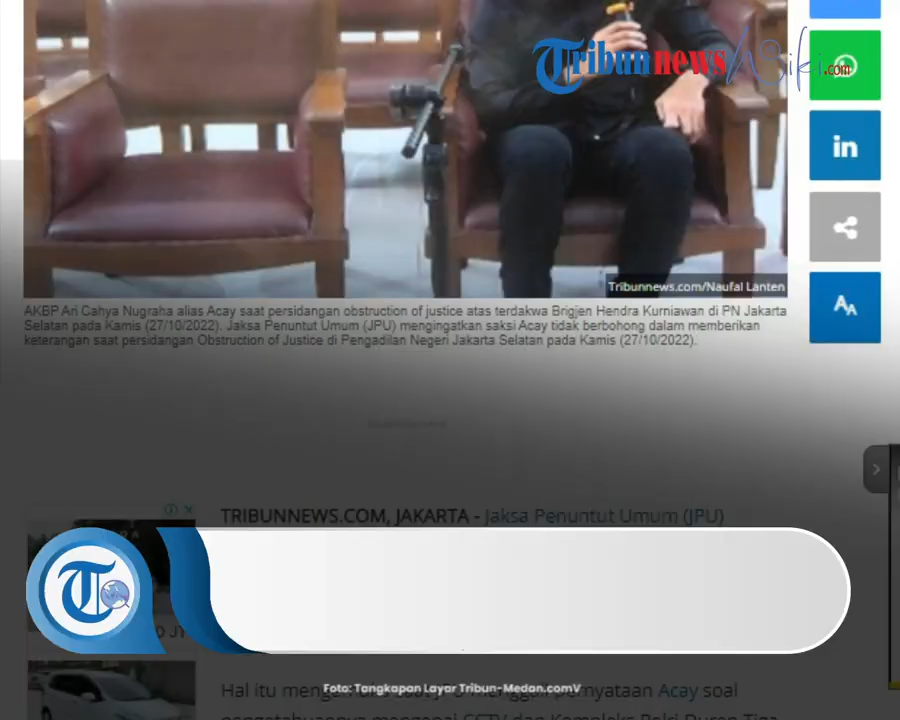 Tribunnewswiki.com
in
Tribunnews.com/Naufal Lanten
AA
AKBP Ari Cahya Nugraha alias Acay saat persidangan obstruction of justice atas terdakwa Brigjen Hendra Kurniawan di PN Jakarta
Selatan pada Kamis (27/10/2022). Jaksa Penuntut Umum (JPU) mengingatkan saksi Acay tidak berbohong dalam memberikan
keterangan saat persidangan Obstruction of Justice di Pengadilan Negeri Jakarta Selatan pada Kamis (27/10/2022).
TRIBUNNEWS.COM, JAKARTA - Jaksa Penuntut Umum (JPU)
T
Hal itu
Foto: Tangkapan Layar Tribun-Medan.comV
pernyataan Acay soal